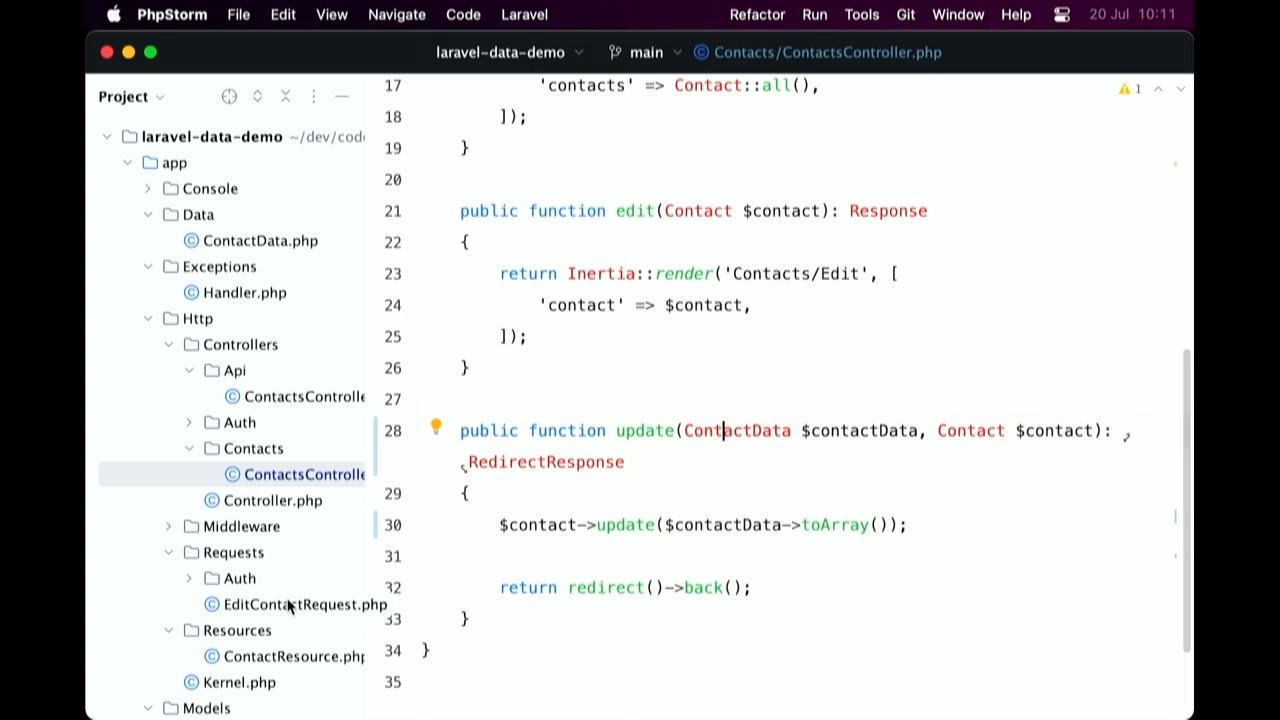 PhpStorm File Edit View Navigate Code Laravel Refactor Run Tools Git Window Help 20 Jul 10:11
laravel-data-demo main Contacts/ContactsController.php
Project
laravel-data-demo ~/dev/cod
app
Console
Data
ContactData.php
Exceptions
Handler.php
Http
Controllers
Api
ContactsControlle
Auth
Contacts
ContactsControlle
Controller.php
Middleware
Requests
Auth
EditContactRequest.php
Resources
ContactResource.php
Kernel.php
Models
1
17 'contacts' => Contact::all(),
18 ]);
19 }
20
21 public function edit(Contact $contact): Response
22 {
23 return Inertia::render('Contacts/Edit', [
24 'contact' => $contact,
25 ]);
26 }
27
28 public function update(ContactData $contactData, Contact $contact):
RedirectResponse
29 {
30 $contact->update($contactData->toArray());
31
32 return redirect()->back();
33 }
34 }
35